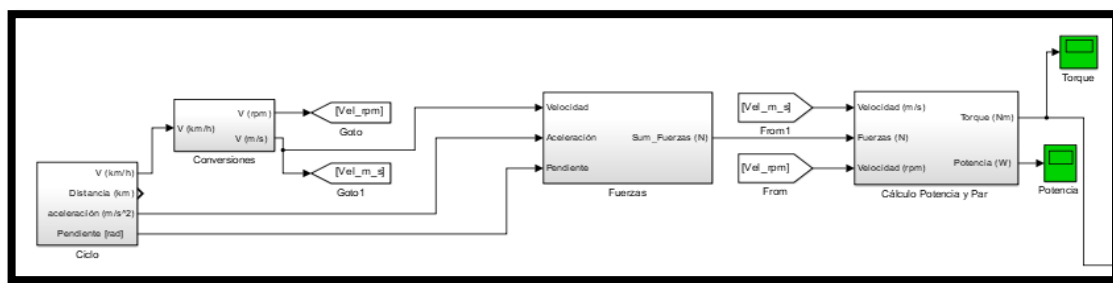 V (km/h)
Distancia (km)
aceleración (m/s^2)
Pendiente [rad]
Ciclo
V (km/h)
V (rpm)
V (m/s)
Conversiones
[Vel_rpm]
Goto
[Vel_m_s]
Goto1
Velocidad
Aceleración
Pendiente
Sum_Fuerzas (N)
Fuerzas
[Vel_m_s]
From1
[Vel_rpm]
From
Velocidad (m/s)
Fuerzas (N)
Velocidad (rpm)
Torque (Nm)
Potencia (W)
Cálculo Potencia y Par
Torque
Potencia